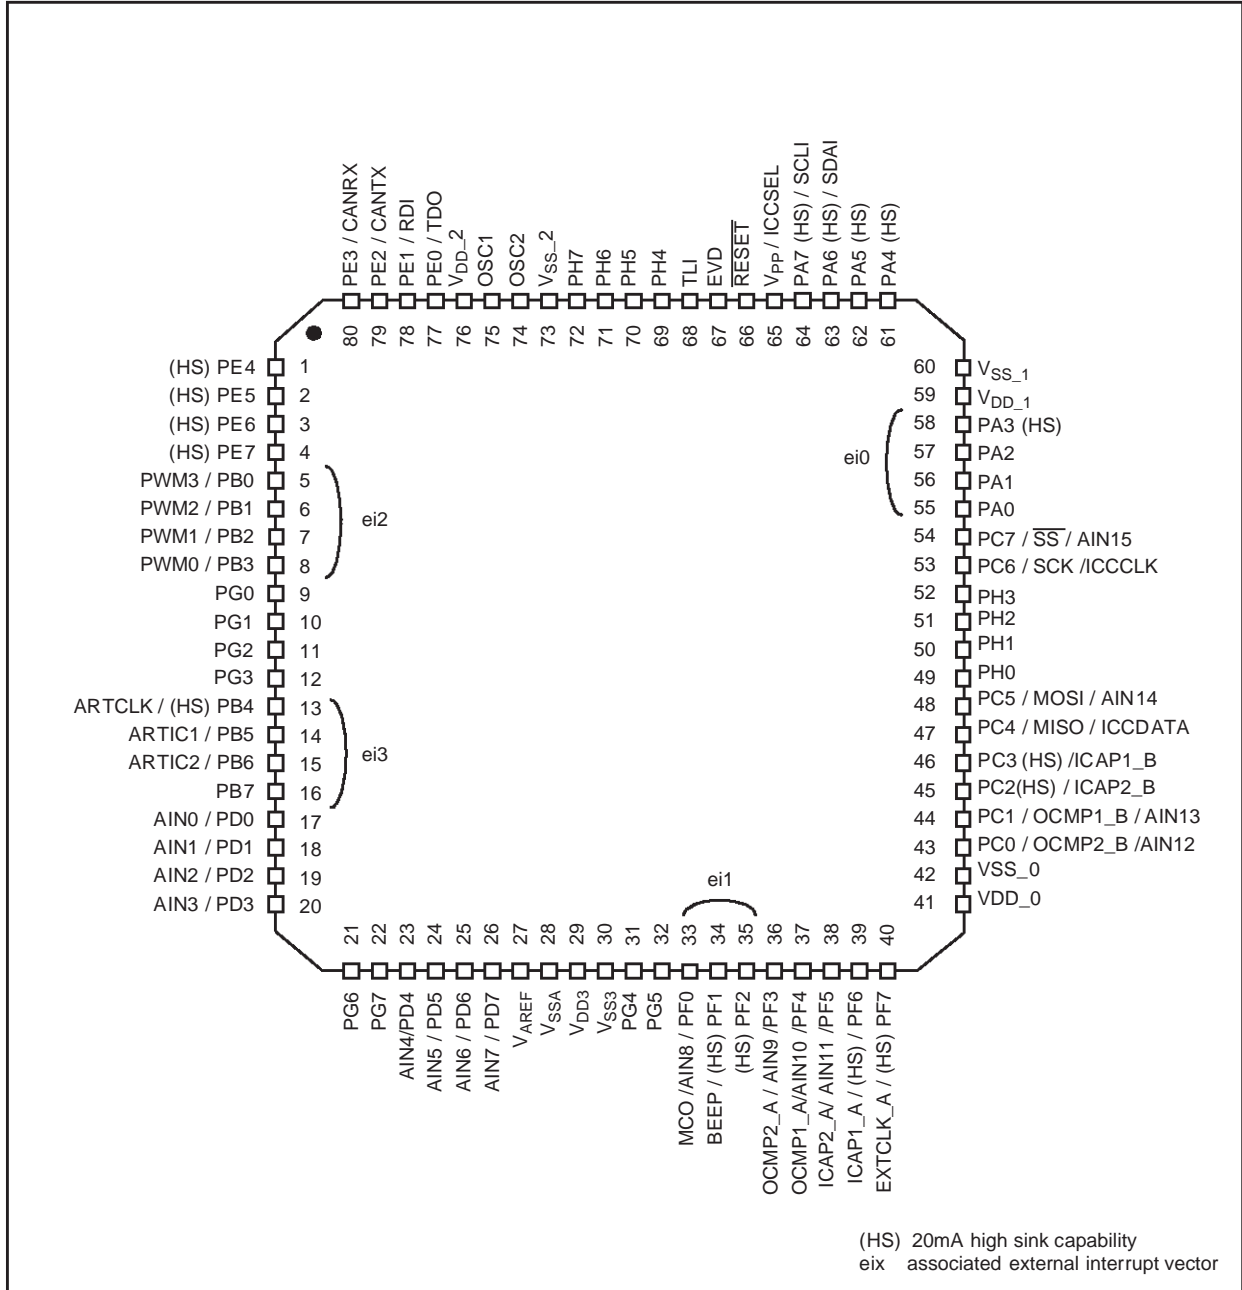 PE3 / CANRX
PE2 / CANTX
PE1 / RDI
PE0 / TDO
VDD_2
OSC1
OSC2
VSS_2
PH7
PH6
PH5
PH4
TLI
EVD
RESET
VPP / ICCSEL
PA7 (HS) / SCLI
PA6 (HS) / SDAI
PA5 (HS)
PA4 (HS)
80 79 78 77 76 75 74 73 72 71 70 69 68 67 66 65 64 63 62 61
(HS) PE4 1
(HS) PE5 2
(HS) PE6 3
(HS) PE7 4
PWM3 / PB0 5
PWM2 / PB1 6
PWM1 / PB2 7
PWM0 / PB3 8
ei2
PG0 9
PG1 10
PG2 11
PG3 12
ARTCLK / (HS) PB4 13
ARTIC1 / PB5 14
ARTIC2 / PB6 15
PB7 16
ei3
AIN0 / PD0 17
AIN1 / PD1 18
AIN2 / PD2 19
AIN3 / PD3 20
60 VSS_1
59 VDD_1
58 PA3 (HS)
57 PA2
56 PA1
55 PA0
ei0
54 PC7 / SS / AIN15
53 PC6 / SCK /ICCCLK
52 PH3
51 PH2
50 PH1
49 PH0
48 PC5 / MOSI / AIN14
47 PC4 / MISO / ICCDATA
46 PC3 (HS) /ICAP1_B
45 PC2(HS) / ICAP2_B
44 PC1 / OCMP1_B / AIN13
43 PC0 / OCMP2_B /AIN12
42 VSS_0
41 VDD_0
ei1
21 22 23 24 25 26 27 28 29 30 31 32 33 34 35 36 37 38 39 40
PG6
PG7
AIN4/PD4
AIN5 / PD5
AIN6 / PD6
AIN7 / PD7
VAREF
VSSA
VDD3
VSS3
PG4
PG5
MCO /AIN8 / PF0
BEEP / (HS) PF1
(HS) PF2
OCMP2_A / AIN9 /PF3
OCMP1_A/AIN10 /PF4
ICAP2_A/ AIN11 /PF5
ICAP1_A / (HS) / PF6
EXTCLK_A / (HS) PF7
(HS) 20mA high sink capability
eix associated external interrupt vector